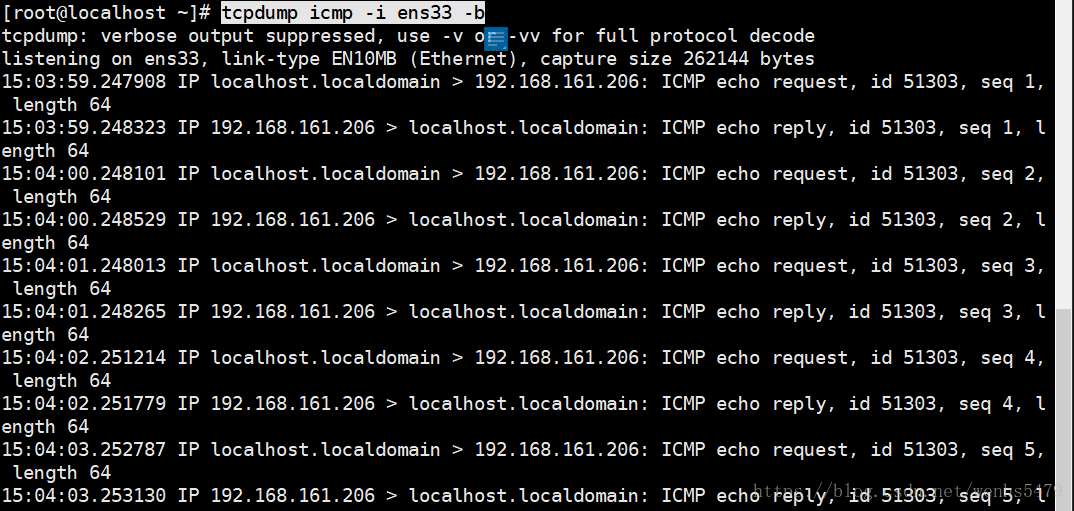 [root@localhost ~]# tcpdump icmp -i ens33 -b
tcpdump: verbose output suppressed, use -v or -vv for full protocol decode
listening on ens33, link-type EN10MB (Ethernet), capture size 262144 bytes
15:03:59.247908 IP localhost.localdomain > 192.168.161.206: ICMP echo request, id 51303, seq 1,
 length 64
15:03:59.248323 IP 192.168.161.206 > localhost.localdomain: ICMP echo reply, id 51303, seq 1, l
ength 64
15:04:00.248101 IP localhost.localdomain > 192.168.161.206: ICMP echo request, id 51303, seq 2,
 length 64
15:04:00.248529 IP 192.168.161.206 > localhost.localdomain: ICMP echo reply, id 51303, seq 2, l
ength 64
15:04:01.248013 IP localhost.localdomain > 192.168.161.206: ICMP echo request, id 51303, seq 3,
 length 64
15:04:01.248265 IP 192.168.161.206 > localhost.localdomain: ICMP echo reply, id 51303, seq 3, l
ength 64
15:04:02.251214 IP localhost.localdomain > 192.168.161.206: ICMP echo request, id 51303, seq 4,
 length 64
15:04:02.251779 IP 192.168.161.206 > localhost.localdomain: ICMP echo reply, id 51303, seq 4, l
ength 64
15:04:03.252787 IP localhost.localdomain > 192.168.161.206: ICMP echo request, id 51303, seq 5,
 length 64
15:04:03.253130 IP 192.168.161.206 > localhost.localdomain: ICMP echo reply, id 51303, seq 5, l